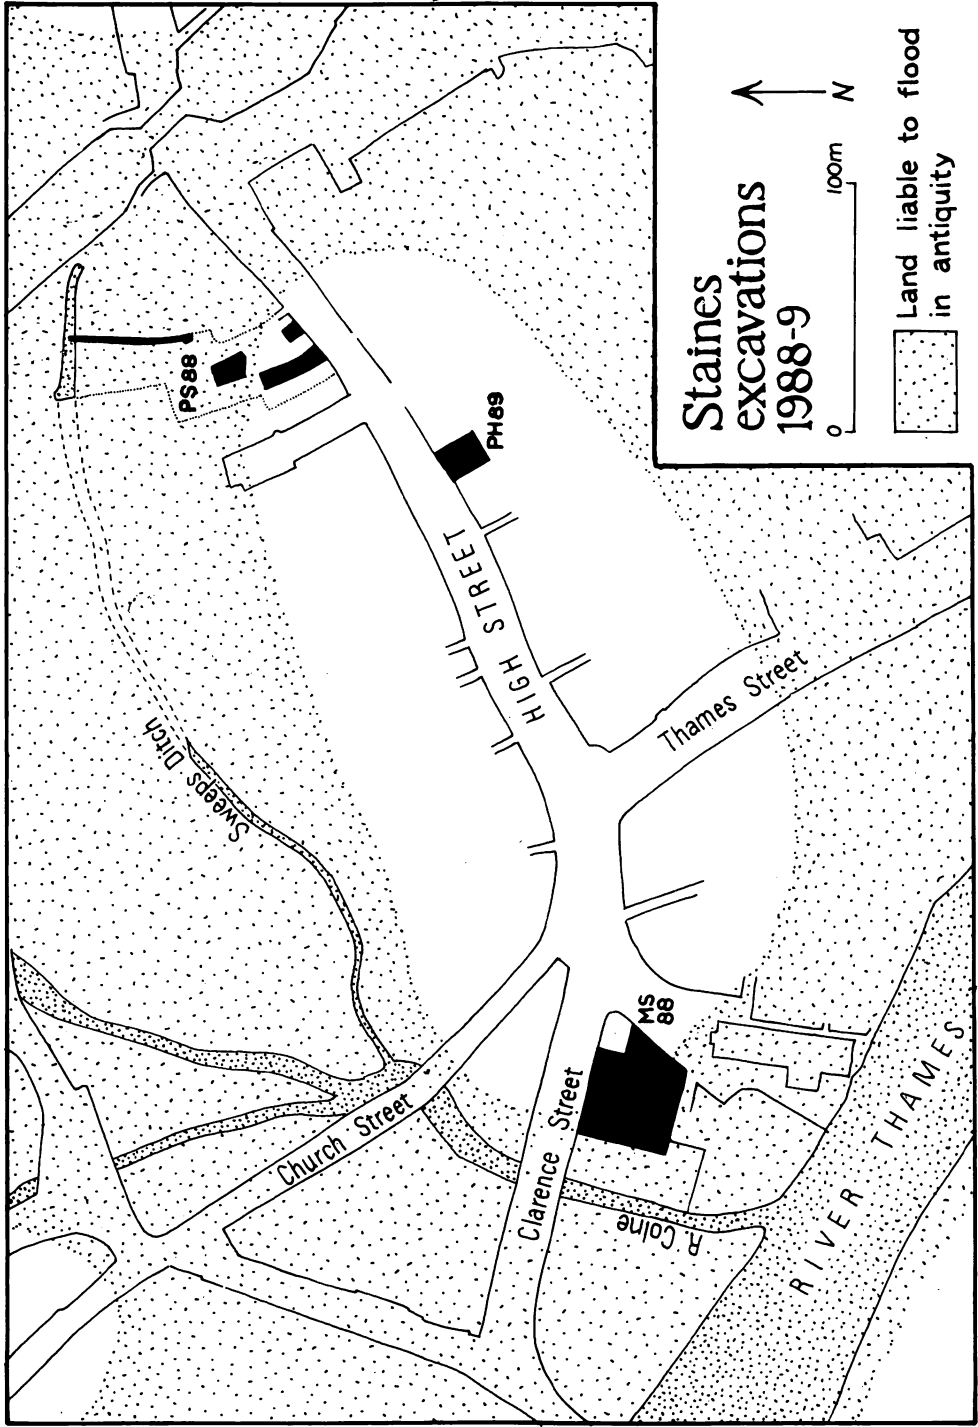 Staines
excavations
1988-9
0
100m
N
Land liable to flood
in antiquity
PS88
PH89
HIGH STREET
Thames Street
Sweeps Ditch
MS
88
Church Street
Clarence Street
R. Colne
RIVER THAMES